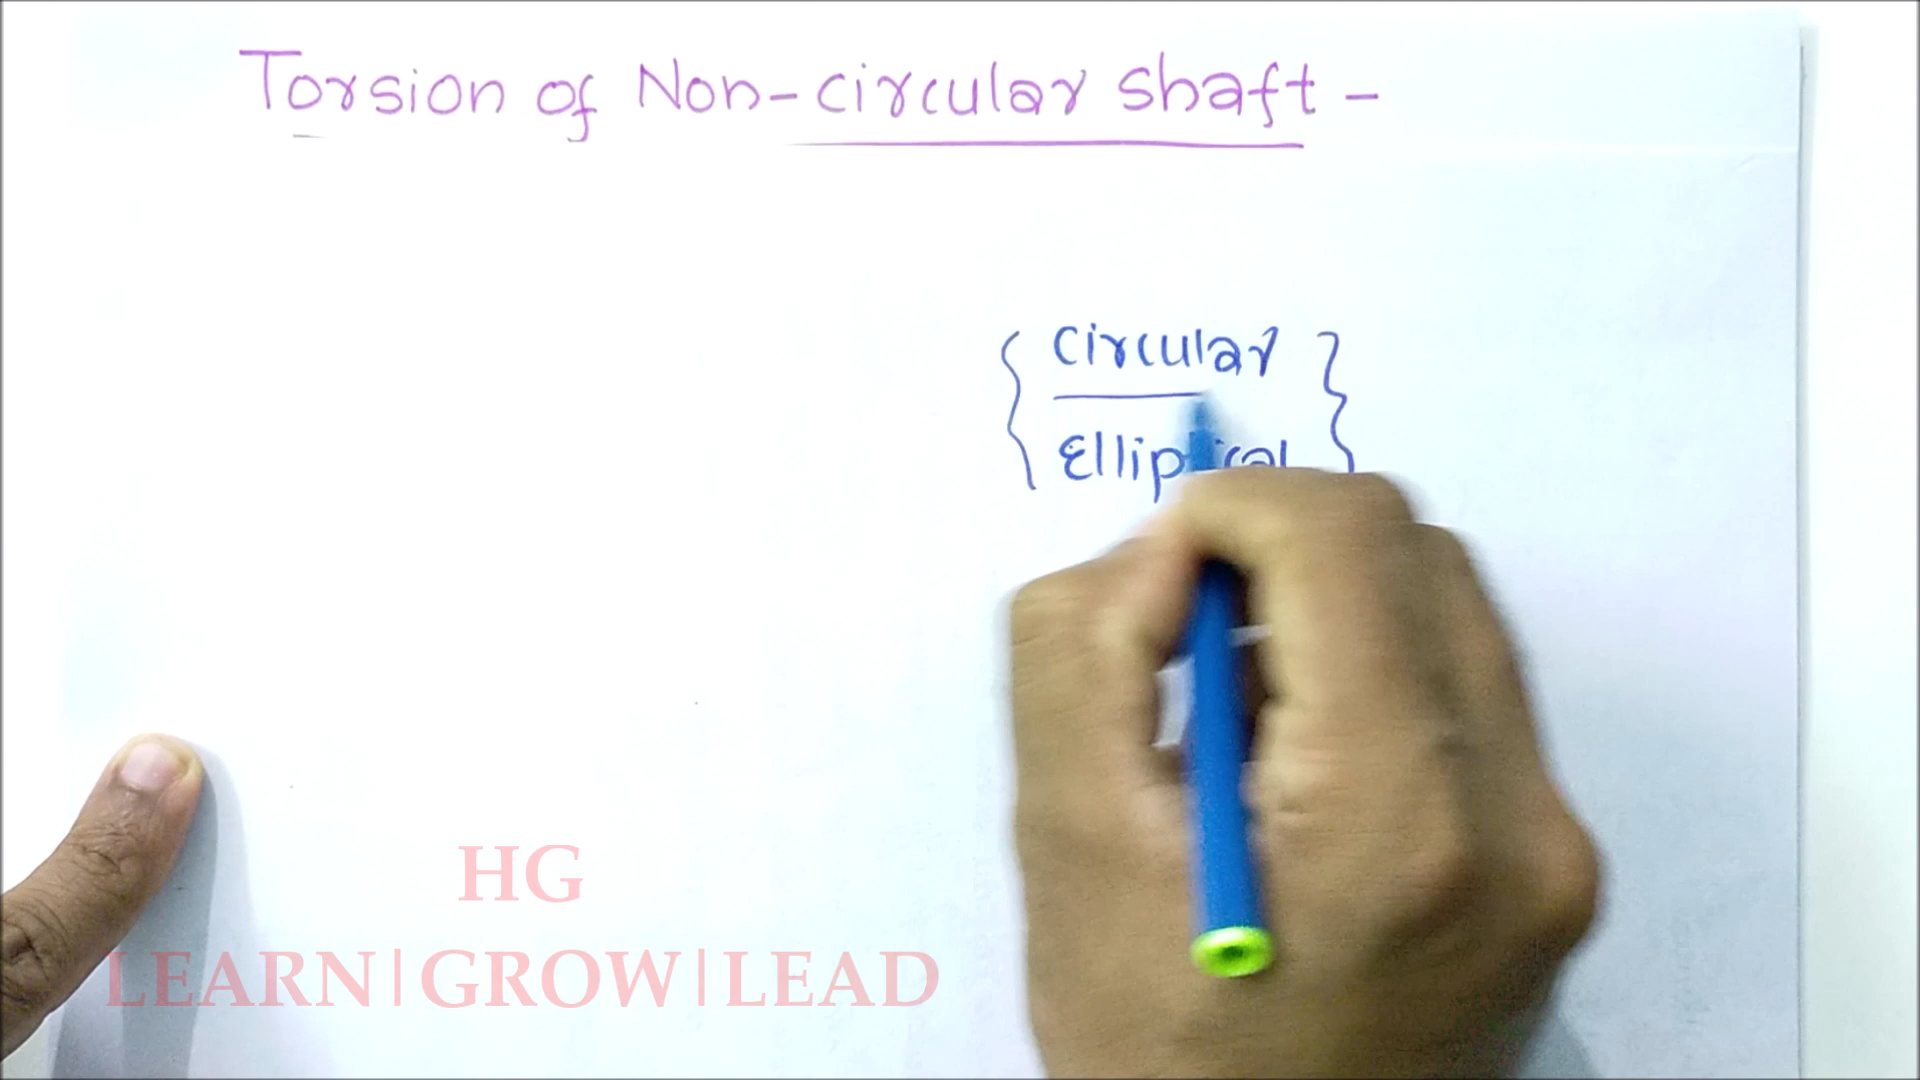 Torsion of Non-circular shaft -
{ circular }
HG
LEARN|GROW|LEAD